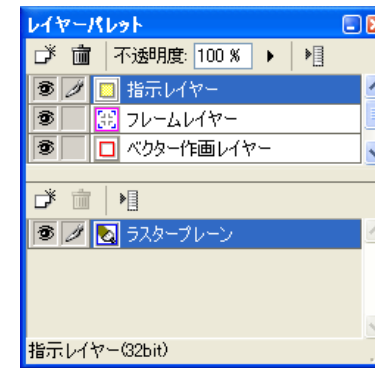 レイヤーパレット
不透明度: 100 %
指示レイヤー
フレームレイヤー
ベクター作画レイヤー
ラスタープレーン
指示レイヤー(32bit)